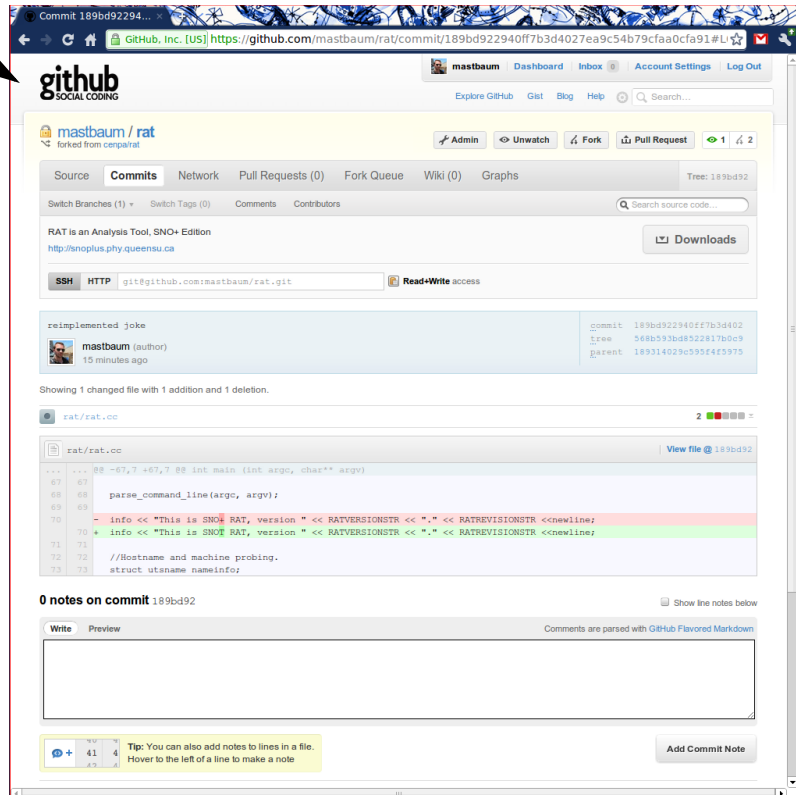 Commit 189bd92294...
GitHub, Inc. [US] https://github.com/mastbaum/rat/commit/189bd922940ff7b3d4027ea9c54b79cfaa0cfa91#L
github
SOCIAL CODING
mastbaum Dashboard Inbox 0 Account Settings Log Out
Explore GitHub Gist Blog Help Search...
mastbaum / rat
forked from cenpa/rat
Admin Unwatch Fork Pull Request 1 2
Source Commits Network Pull Requests (0) Fork Queue Wiki (0) Graphs Tree: 189bd92
Switch Branches (1) Switch Tags (0) Comments Contributors Search source code...
RAT is an Analysis Tool, SNO+ Edition
http://snoplus.phy.queensu.ca
Downloads
SSH HTTP git@github.com:mastbaum/rat.git Read+Write access
reimplemented joke
mastbaum (author)
15 minutes ago
commit 189bd922940ff7b3d402
tree 568b593bd8522817b0c9
parent 189314029c595f4f5975
Showing 1 changed file with 1 addition and 1 deletion.
rat/rat.cc 2
rat/rat.cc View file @ 189bd92
... ... @@ -67,7 +67,7 @@ int main (int argc, char** argv)
67 67
68 68 parse_command_line(argc, argv);
69 69
70 - info << "This is SNO+ RAT, version " << RATVERSIONSTR << "." << RATREVISIONSTR <<newline;
70 + info << "This is SNOT RAT, version " << RATVERSIONSTR << "." << RATREVISIONSTR <<newline;
71 71
72 72 //Hostname and machine probing.
73 73 struct utsname nameinfo;
0 notes on commit 189bd92
Show line notes below
Write Preview Comments are parsed with GitHub Flavored Markdown
41 4
Tip: You can also add notes to lines in a file.
Hover to the left of a line to make a note
Add Commit Note